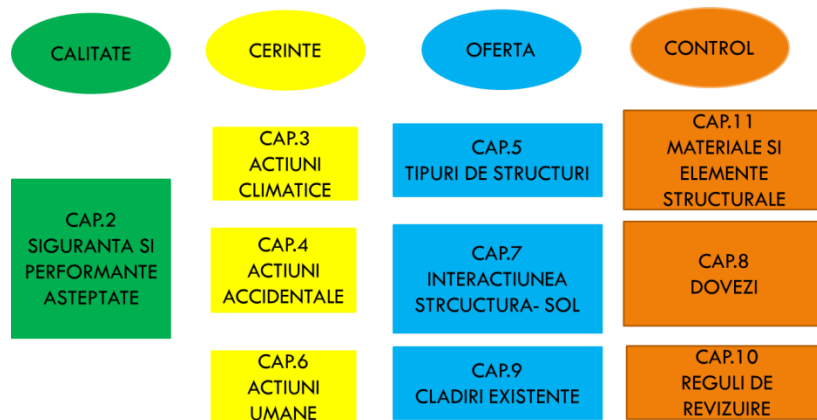 CALITATE
CERINTE
OFERTA
CONTROL
CAP.2
SIGURANTA SI
PERFORMANTE
ASTEPTATE
CAP.3
ACTIUNI
CLIMATICE
CAP.4
ACTIUNI
ACCIDENTALE
CAP.6
ACTIUNI
UMANE
CAP.5
TIPURI DE STRUCTURI
CAP.7
INTERACTIUNEA
STRCUCTURA- SOL
CAP.9
CLADIRI EXISTENTE
CAP.11
MATERIALE SI
ELEMENTE
STRUCTURALE
CAP.8
DOVEZI
CAP.10
REGULI DE
REVIZUIRE